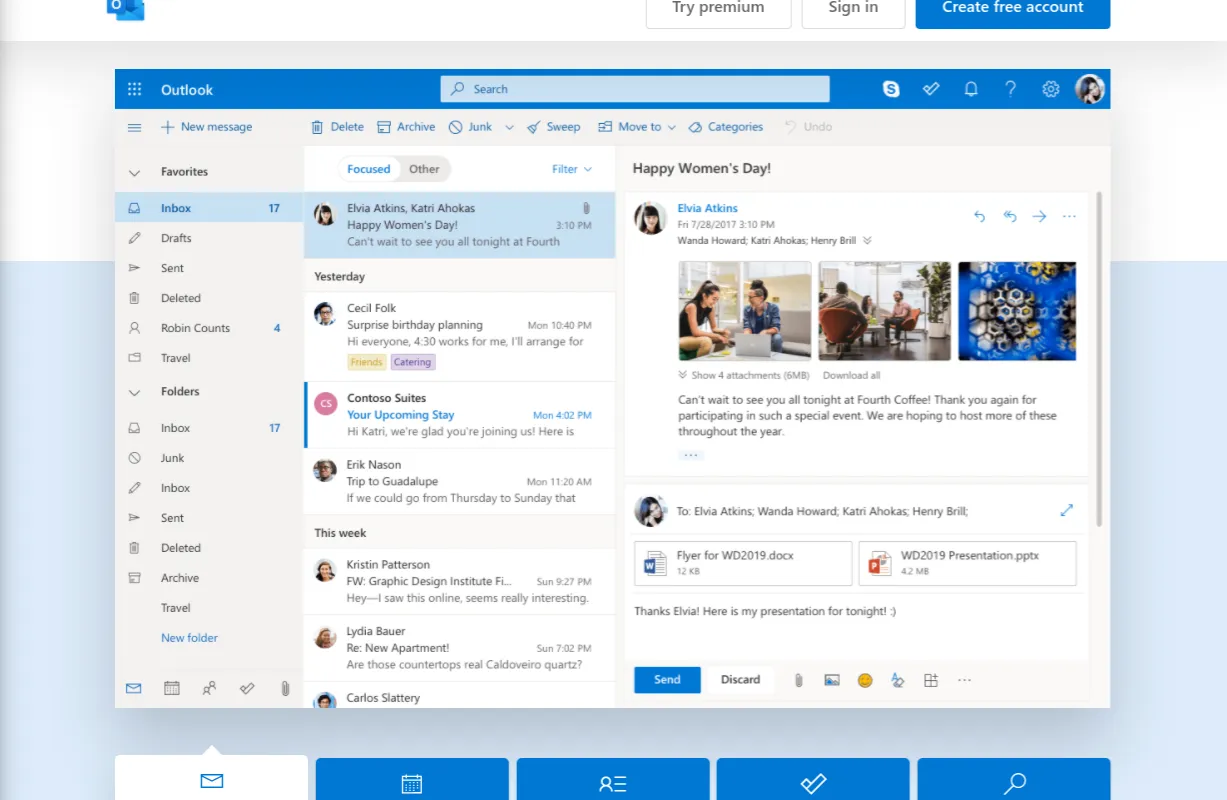 O
Try premium
Sign in
Create free account
Outlook
Search
New message
Delete
Archive
Junk
Sweep
Move to
Categories
Undo
Favorites
Inbox 17
Drafts
Sent
Deleted
Robin Counts 4
Travel
Folders
Inbox 17
Junk
Inbox
Sent
Deleted
Archive
Travel
New folder
Focused
Other
Filter
Elvia Atkins, Katri Ahokas
Happy Women's Day! 3:10 PM
Can't wait to see you all tonight at Fourth
Yesterday
Cecil Folk
Surprise birthday planning Mon 10:40 PM
Hi everyone, 4:30 works for me, I'll arrange for
Friends Catering
CS
Contoso Suites
Your Upcoming Stay Mon 4:02 PM
Hi Katri, we're glad you're joining us! Here is
Erik Nason
Trip to Guadalupe Mon 11:20 AM
If we could go from Thursday to Sunday that
This week
Kristin Patterson
FW: Graphic Design Institute Fi... Sun 9:27 PM
Hey—I saw this online, seems really interesting.
Lydia Bauer
Re: New Apartment! Sun 7:02 PM
Are those countertops real Caldoveiro quartz?
Carlos Slattery
Happy Women's Day!
Elvia Atkins
Fri 7/28/2017 3:10 PM
Wanda Howard; Katri Ahokas; Henry Brill
Show 4 attachments (6MB) Download all
Can't wait to see you all tonight at Fourth Coffee! Thank you again for
participating in such a special event. We are hoping to host more of these
throughout the year.
...
To: Elvia Atkins; Wanda Howard; Katri Ahokas; Henry Brill;
Flyer for WD2019.docx
12 KB
WD2019 Presentation.pptx
4.2 MB
Thanks Elvia! Here is my presentation for tonight! :)
Send
Discard